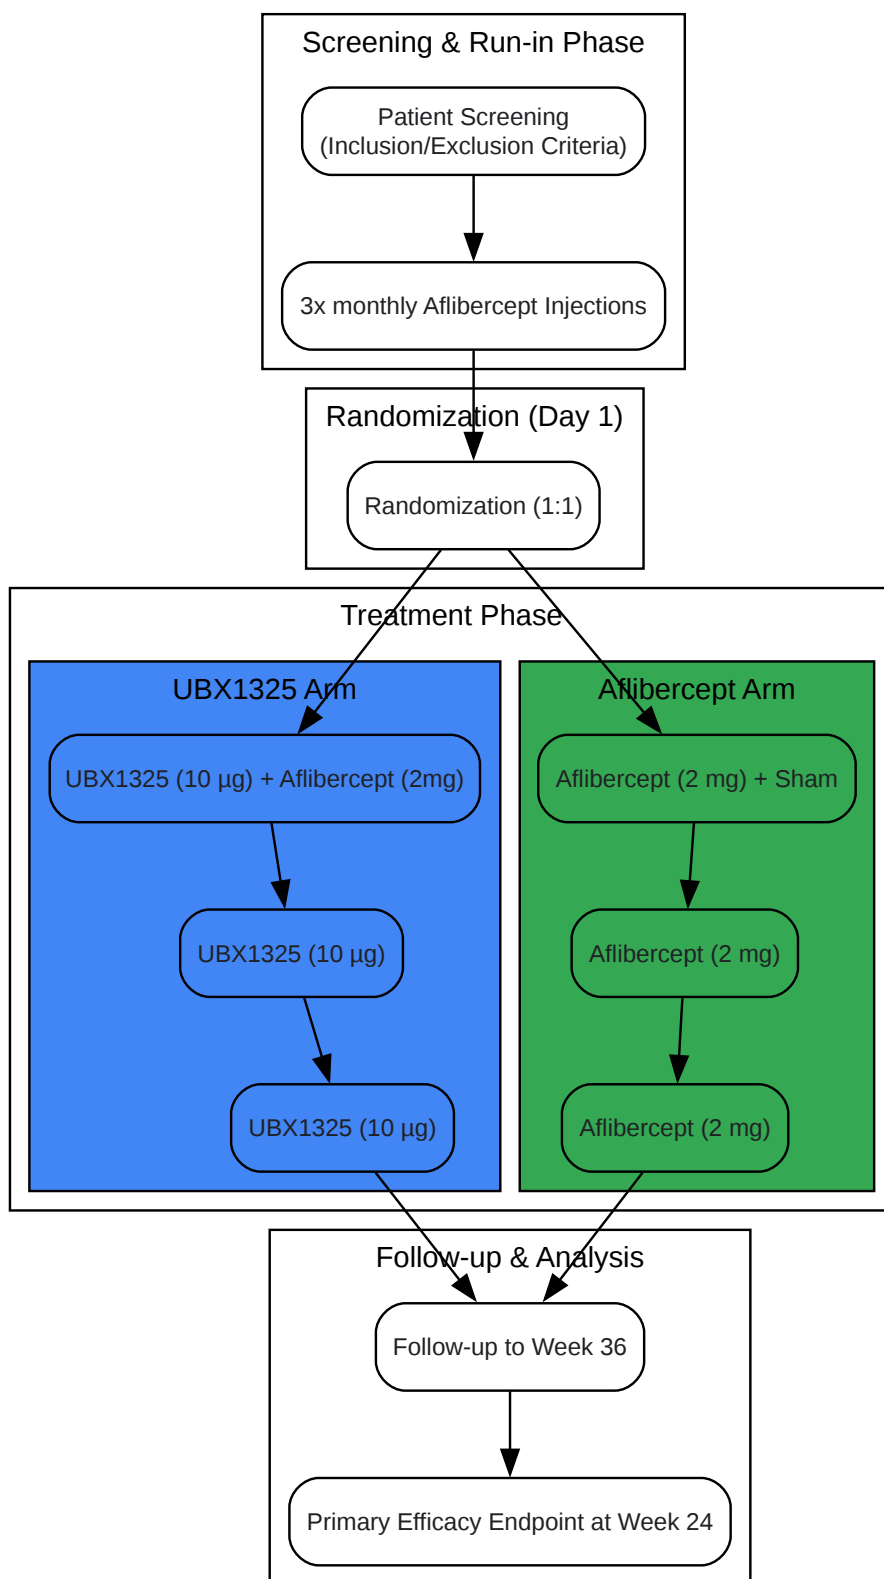 Screening & Run-in Phase
Patient Screening
(Inclusion/Exclusion Criteria)
3x monthly Aflibercept Injections
Randomization (Day 1)
Randomization (1:1)
Treatment Phase
UBX1325 Arm
UBX1325 (10 µg) + Aflibercept (2mg)
UBX1325 (10 µg)
UBX1325 (10 µg)
Aflibercept Arm
Aflibercept (2 mg) + Sham
Aflibercept (2 mg)
Aflibercept (2 mg)
Follow-up & Analysis
Follow-up to Week 36
Primary Efficacy Endpoint at Week 24